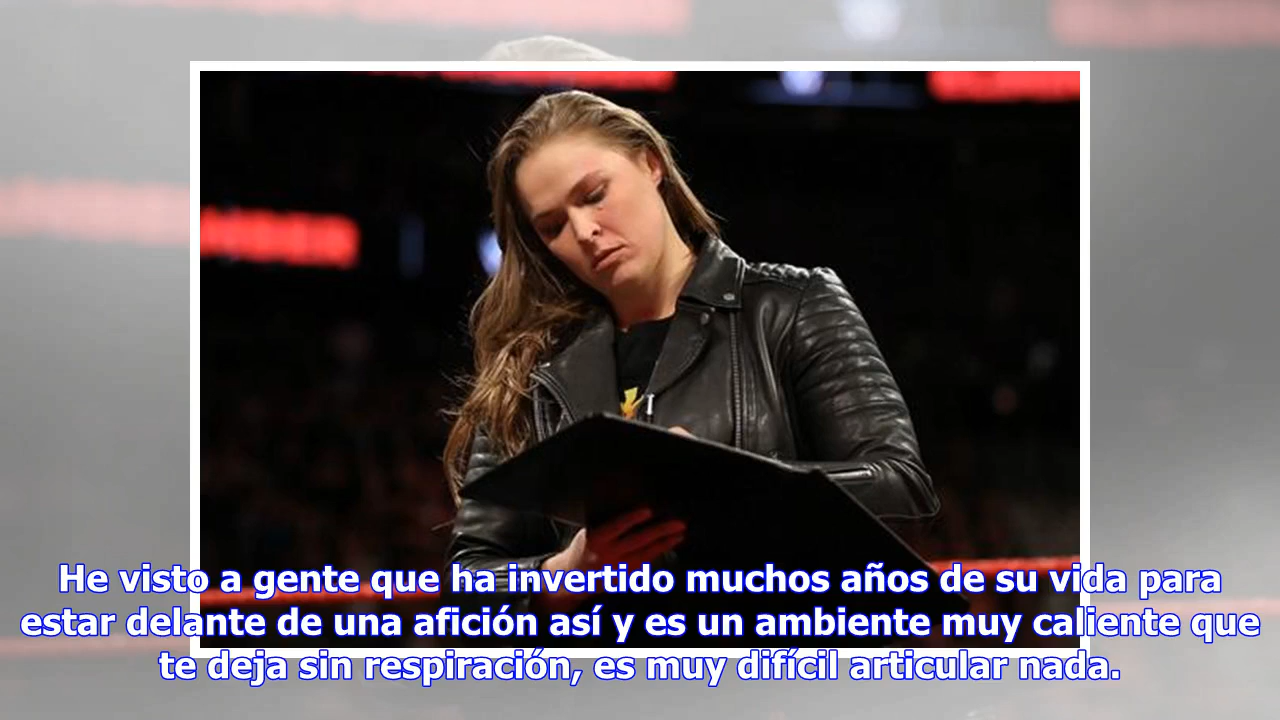 He visto a gente que ha invertido muchos años de su vida para
estar delante de una afición así y es un ambiente muy caliente que
te deja sin respiración, es muy difícil articular nada.